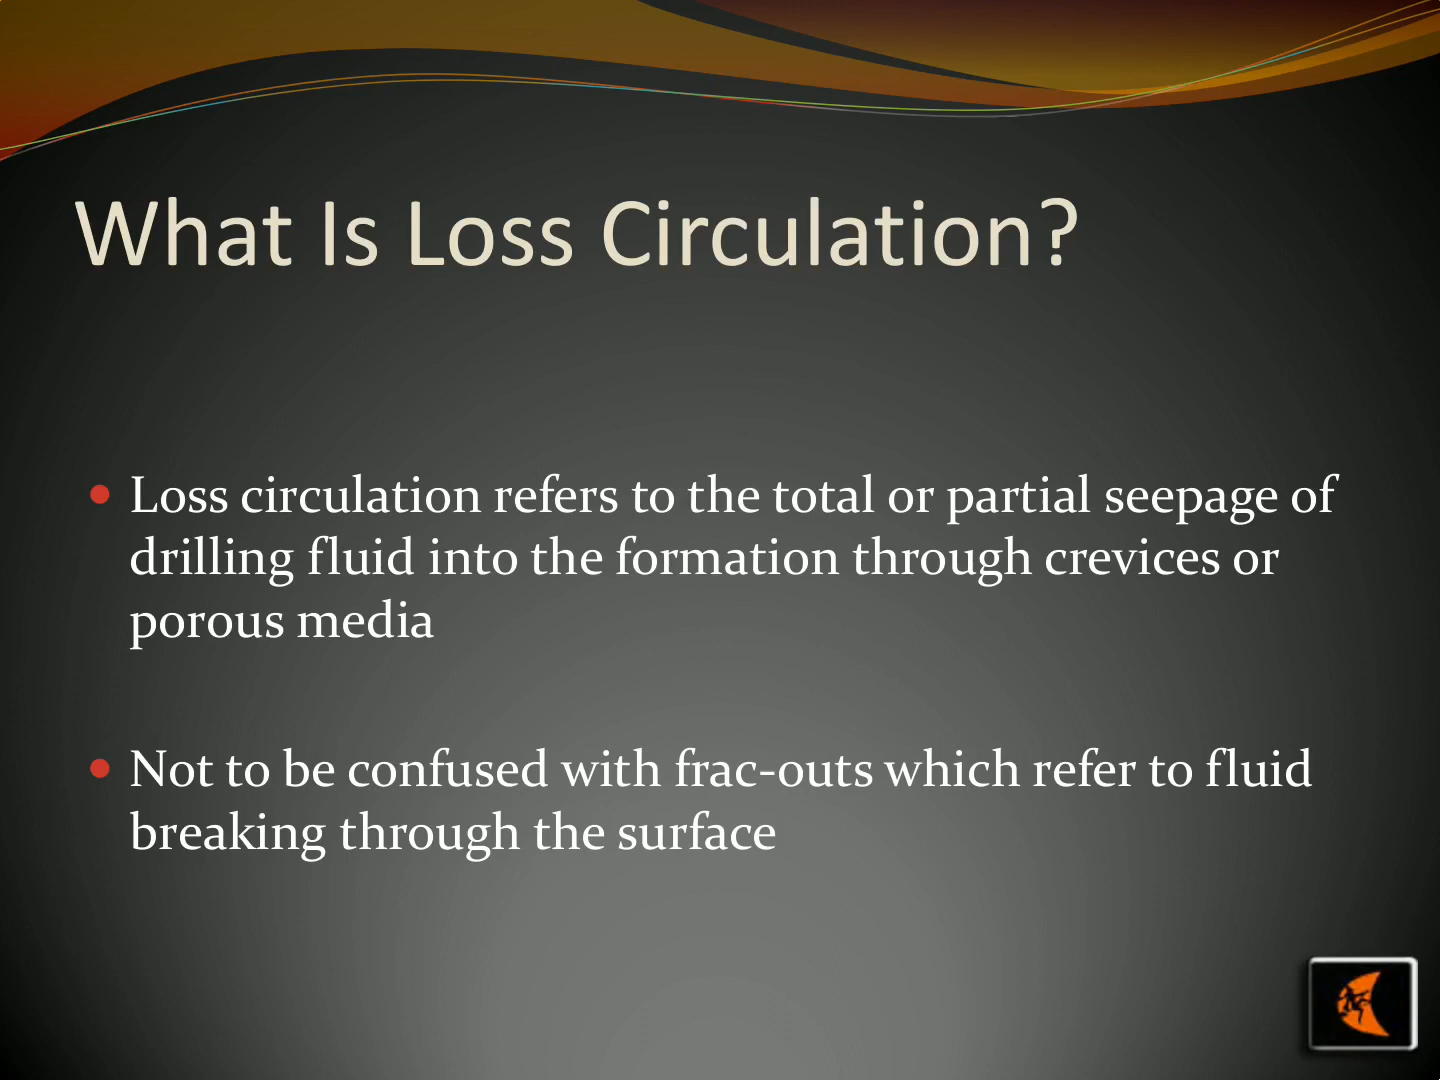 What Is Loss Circulation?
• Loss circulation refers to the total or partial seepage of
drilling fluid into the formation through crevices or
porous media
• Not to be confused with frac-outs which refer to fluid
breaking through the surface